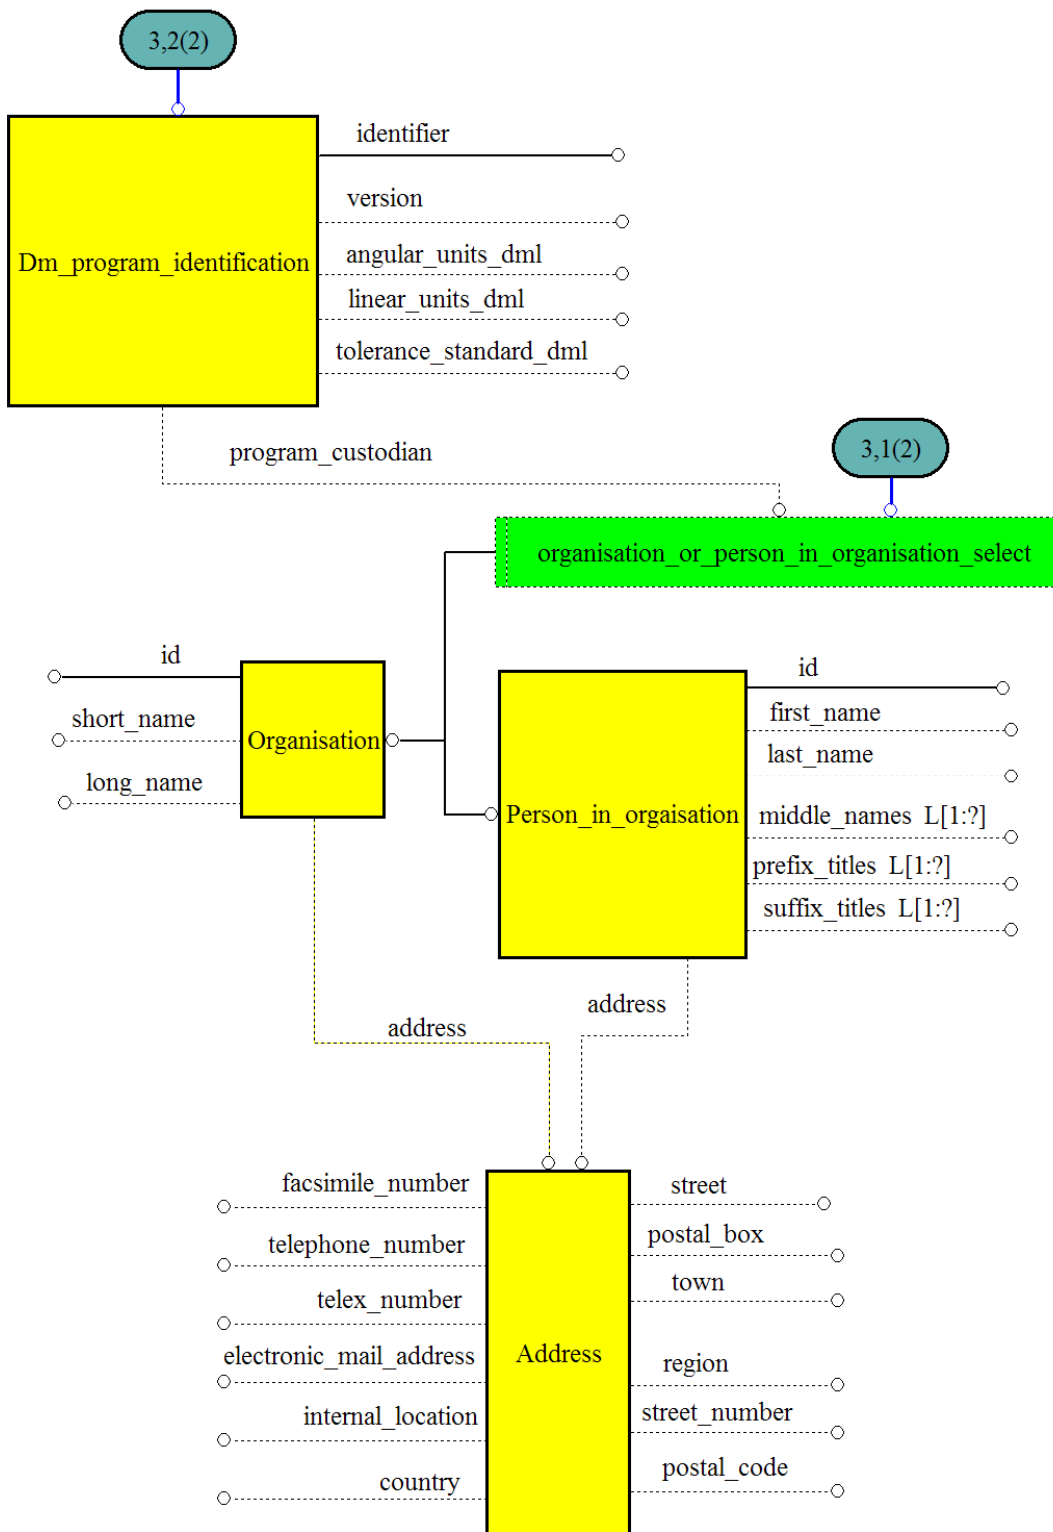 3,2(2)
identifier
version
Dm_program_identification
angular_units_dml
linear_units_dml
tolerance_standard_dml
program_custodian
3,1(2)
organisation_or_person_in_organisation_select
id
short_name
long_name
Organisation
id
first_name
last_name
Person_in_orgaisation
middle_names L[1:?]
prefix_titles L[1:?]
suffix_titles L[1:?]
address
address
facsimile_number
telephone_number
telex_number
electronic_mail_address
internal_location
country
Address
street
postal_box
town
region
street_number
postal_code